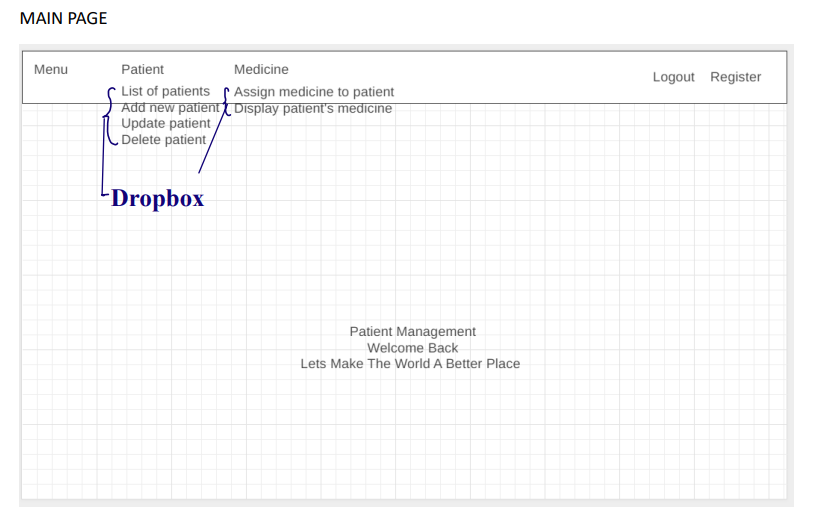 MAIN PAGE
Menu Patient Medicine Logout Register
List of patients
Add new patient
Update patient
Delete patient
Assign medicine to patient
Display patient's medicine
Dropbox
Patient Management
Welcome Back
Lets Make The World A Better Place